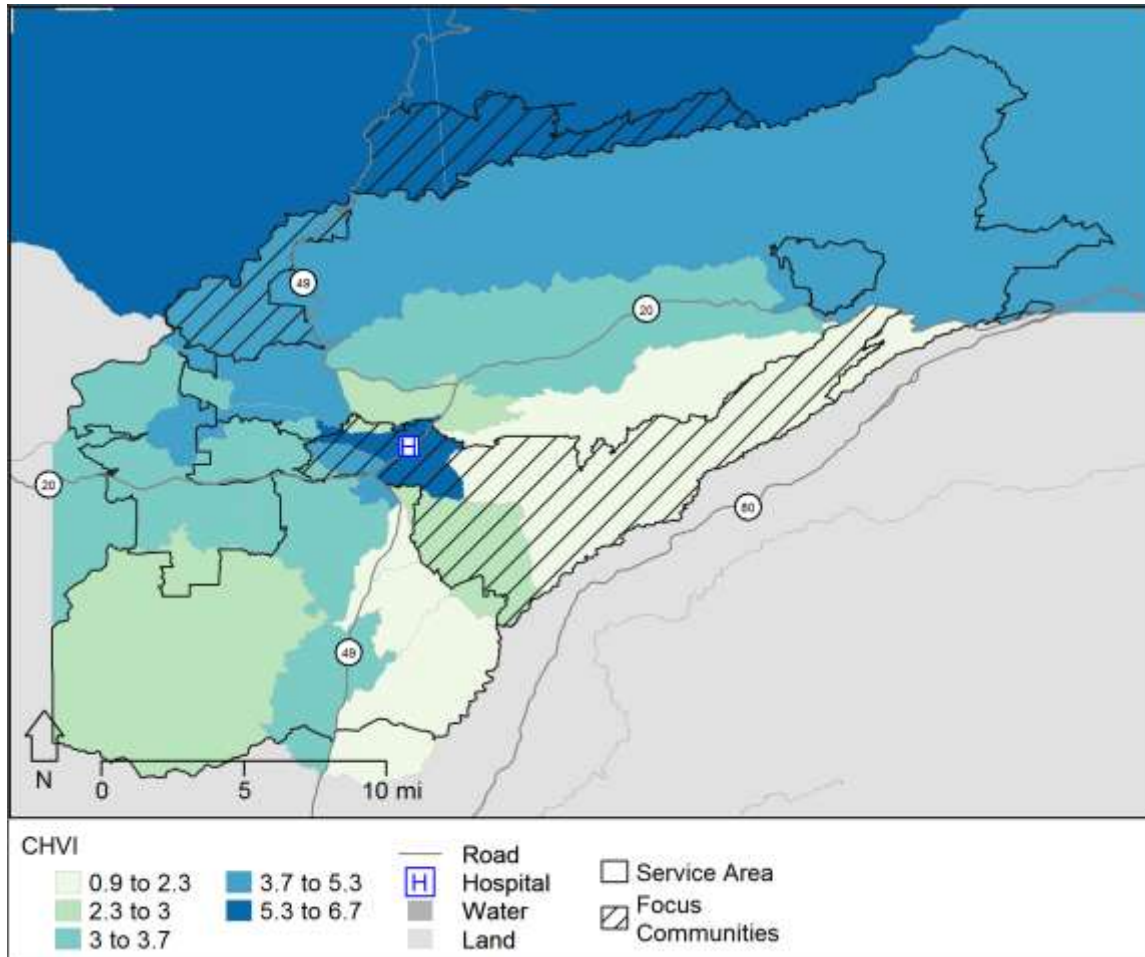 49
20
H
20
80
49
N
0 5 10 mi
CHVI
0.9 to 2.3
2.3 to 3
3 to 3.7
3.7 to 5.3
5.3 to 6.7
Road
H Hospital
Water
Land
Service Area
Focus
Communities